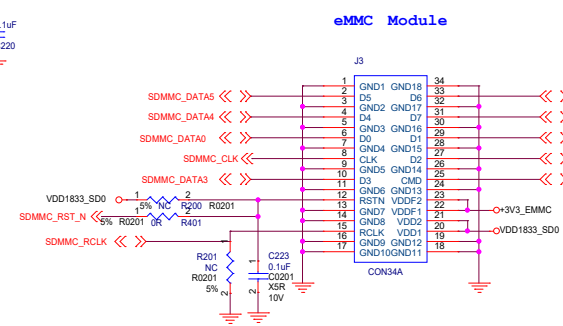 .1uF
C
220
eMMC Module
J3
1 GND1 GND18 34
SDMMC_DATA5 2 D5 D6 33
3 GND2 GND17 32
SDMMC_DATA4 4 D4 D7 31
5 GND3 GND16 30
SDMMC_DATA0 6 D0 D1 29
7 GND4 GND15 28
SDMMC_CLK 8 CLK D2 27
9 GND5 GND14 26
SDMMC_DATA3 10 D3 CMD 25
11 GND6 GND13 24
VDD1833_SD0 1 2 12 RSTN VDDF2 23
5% NC R200 R0201 13 GND7 VDDF1 22 +3V3_EMMC
SDMMC_RST_N 1 2 14 GND8 VDD2 21
5% R0201 0R R401 15 RCLK VDD1 20 VDD1833_SD0
SDMMC_RCLK 16 GND9 GND12 19
17 GND10 GND11 18
CON34A
1
R201
NC
R0201
5%
2
1
C223
0.1uF
C0201
X5R
10V
2